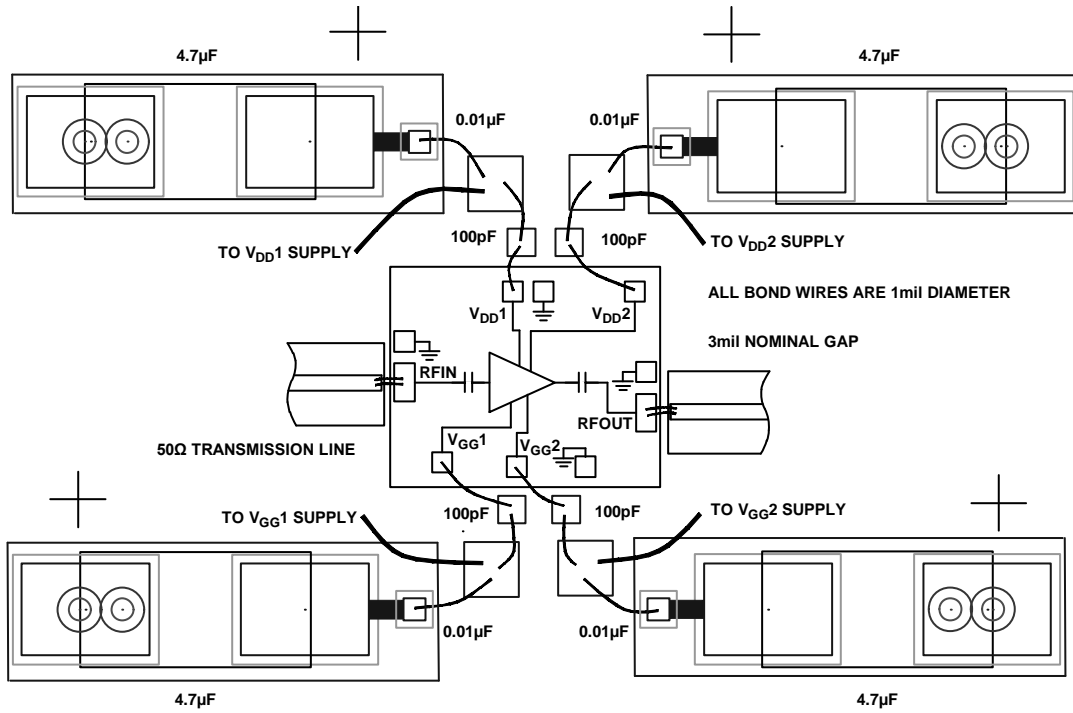 4.7µF
4.7µF
0.01µF
0.01µF
TO VDD1 SUPPLY
100pF
100pF
TO VDD2 SUPPLY
ALL BOND WIRES ARE 1mil DIAMETER
VDD1
VDD2
3mil NOMINAL GAP
RFIN
RFOUT
50Ω TRANSMISSION LINE
VGG1
VGG2
TO VGG1 SUPPLY
100pF
100pF
TO VGG2 SUPPLY
0.01µF
0.01µF
4.7µF
4.7µF